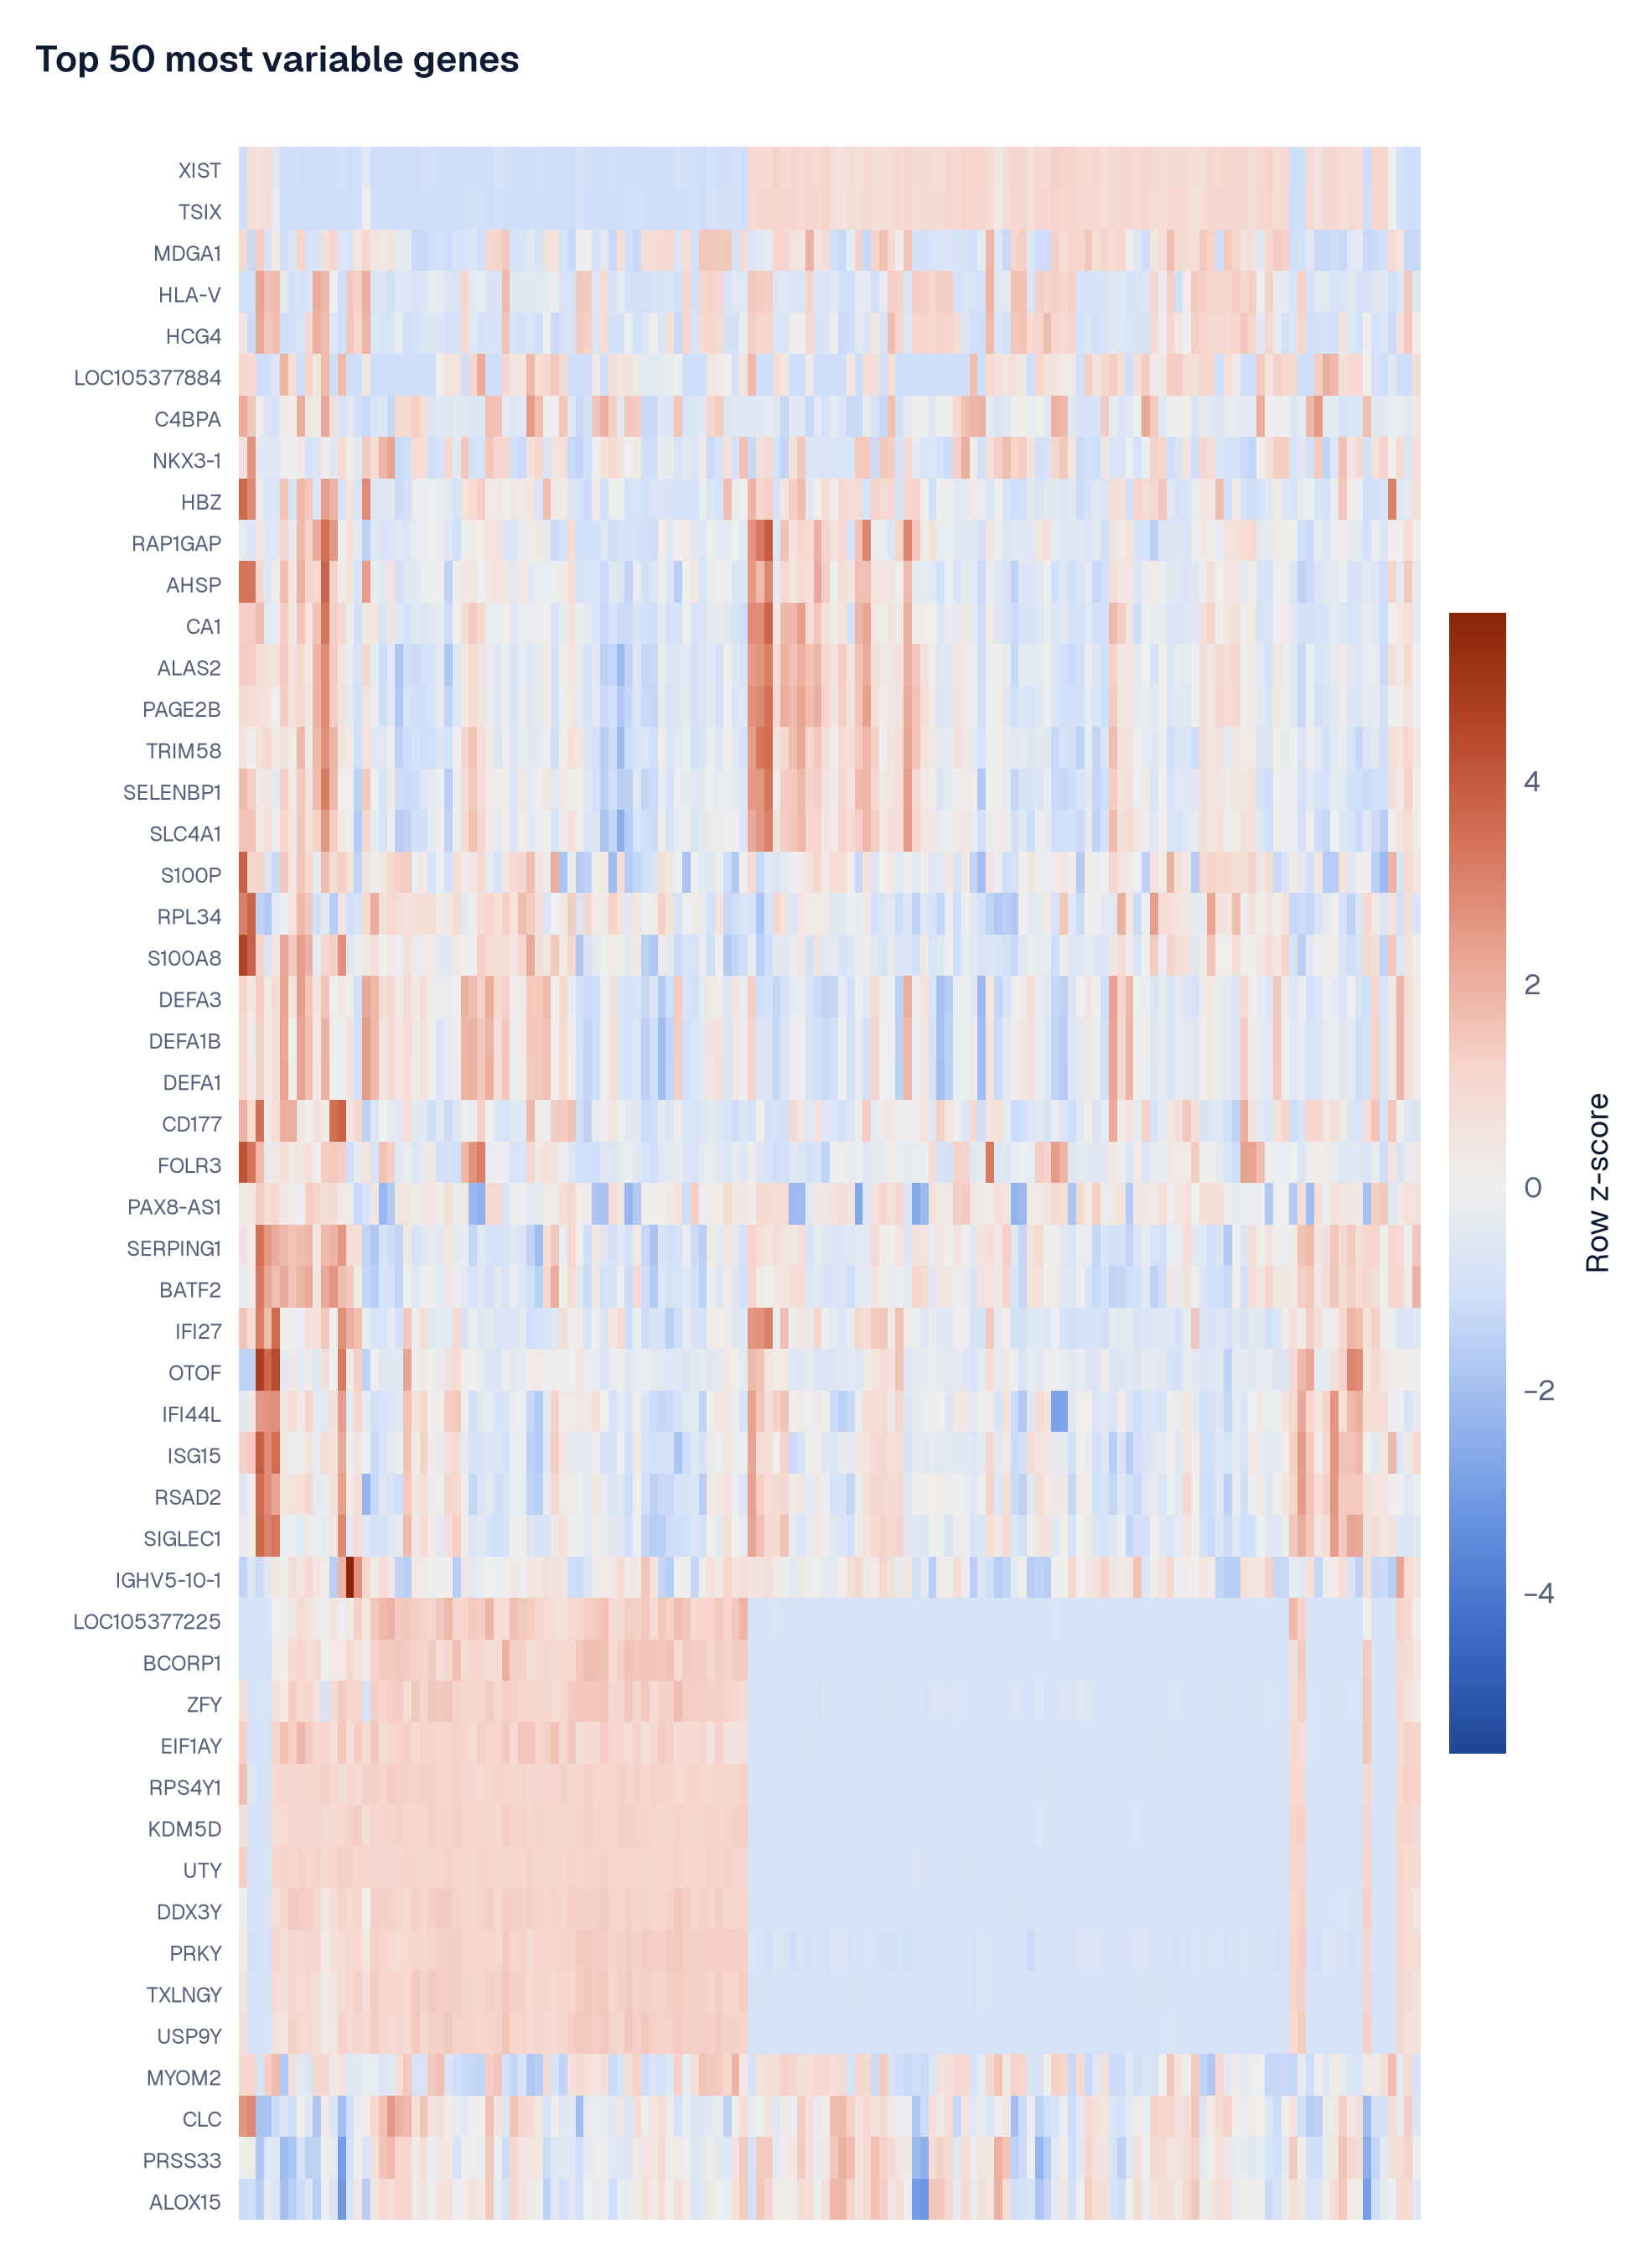 Top 50 most variable genes
XIST
TSIX
MDGA1
HLA-V
HCG4
LOC105377884
C4BPA
NKX3-1
HBZ
RAP1GAP
AHSP
CA1
ALAS2
PAGE2B
TRIM58
SELENBP1
SLC4A1
S100P
RPL34
S100A8
DEFA3
DEFA1B
DEFA1
CD177
FOLR3
PAX8-AS1
SERPING1
BATF2
IFI27
OTOF
IFI44L
ISG15
RSAD2
SIGLEC1
IGHV5-10-1
LOC105377225
BCORP1
ZFY
EIF1AY
RPS4Y1
KDM5D
UTY
DDX3Y
PRKY
TXLNGY
USP9Y
MYOM2
CLC
PRSS33
ALOX15
4
2
0
−2
−4
Row z-score